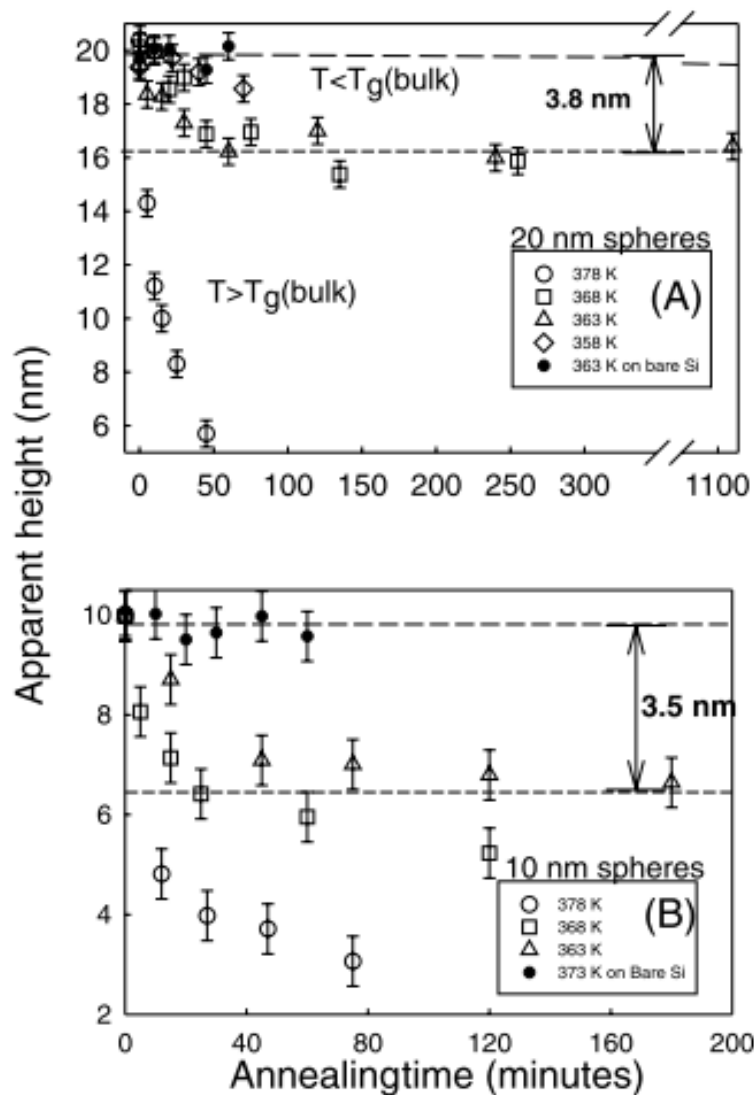 20
18
16
14
12
10
8
6
T<Tg(bulk)
3.8 nm
T>Tg(bulk)
20 nm spheres
378 K
368 K
363 K
358 K
363 K on bare Si
(A)
0 50 100 150 200 250 300 1100
Apparent height (nm)
10
8
6
4
2
3.5 nm
10 nm spheres
378 K
368 K
363 K
373 K on Bare Si
(B)
0 40 80 120 160 200
Annealingtime (minutes)